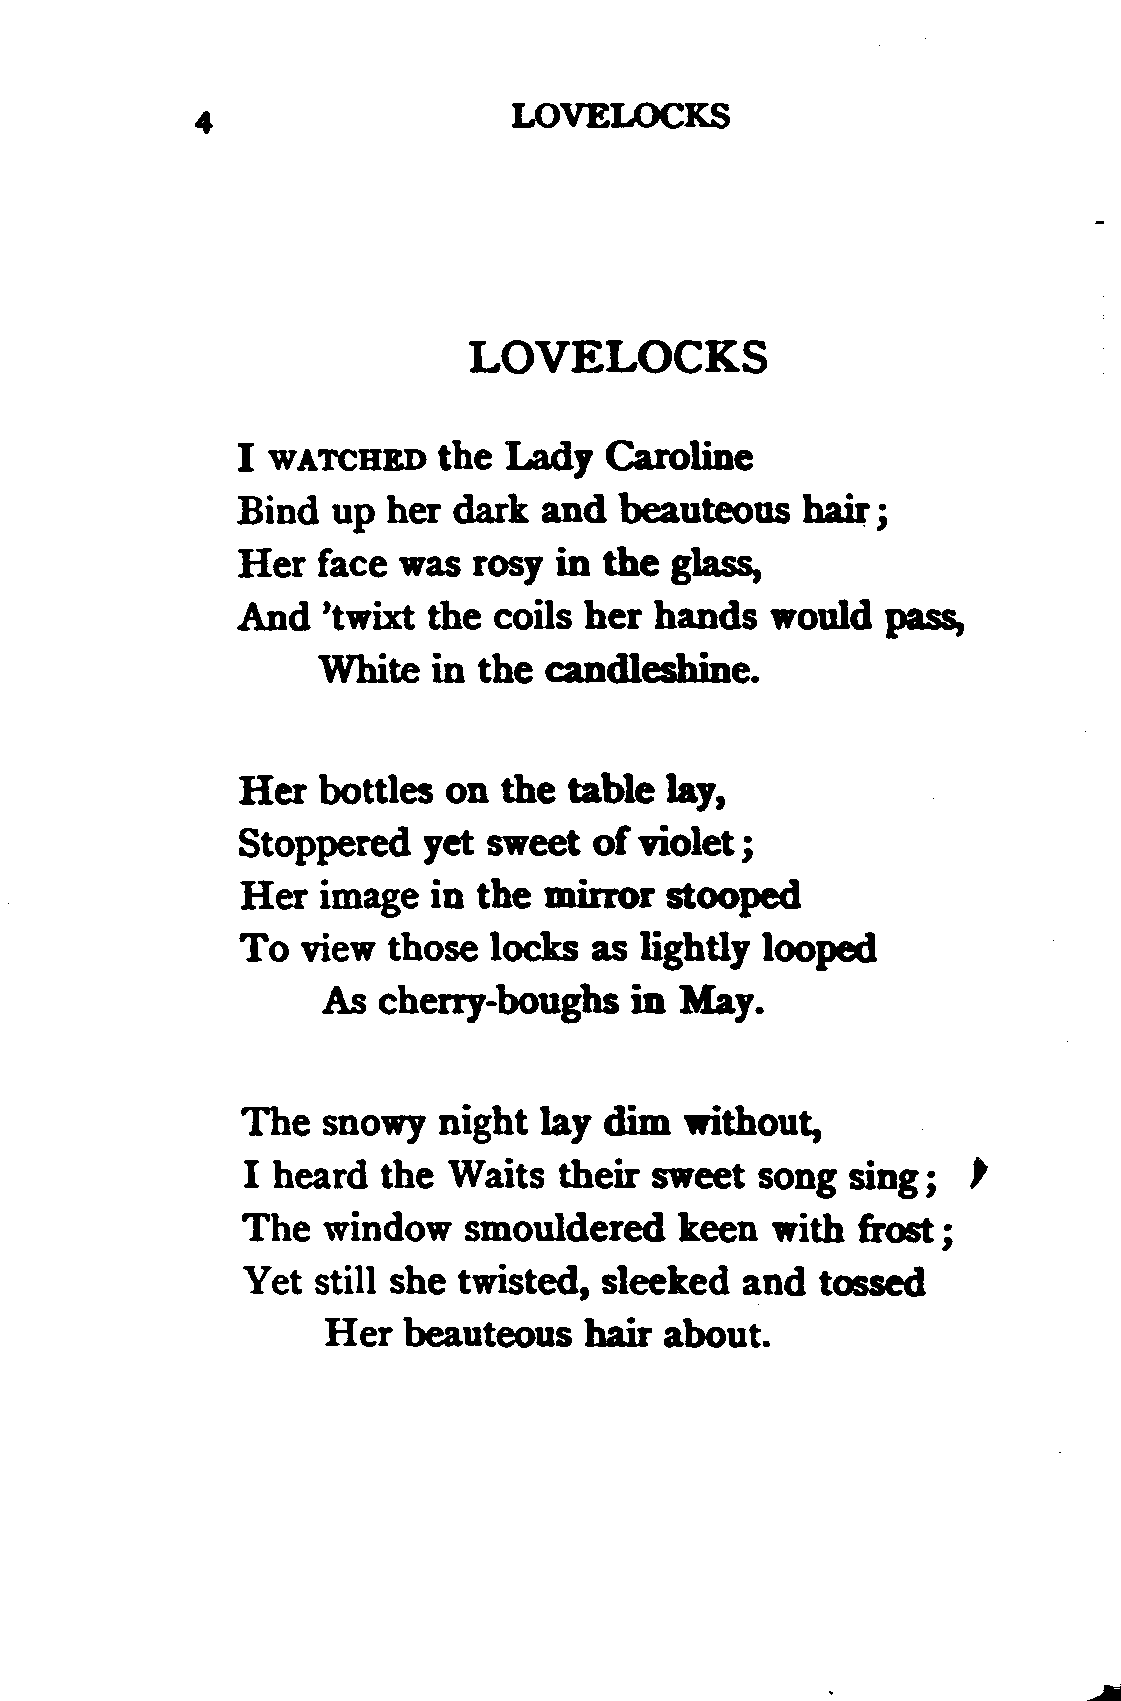 4 LOVELOCKS
LOVELOCKS
I WATCHED the Lady Caroline
Bind up her dark and beauteous hair;
Her face was rosy in the glass,
And 'twixt the coils her hands would pass,
White in the candleshine.
Her bottles on the table lay,
Stoppered yet sweet of violet;
Her image in the mirror stooped
To view those locks as lightly looped
As cherry-boughs in May.
The snowy night lay dim without,
I heard the Waits their sweet song sing;
The window smouldered keen with frost;
Yet still she twisted, sleeked and tossed
Her beauteous hair about.